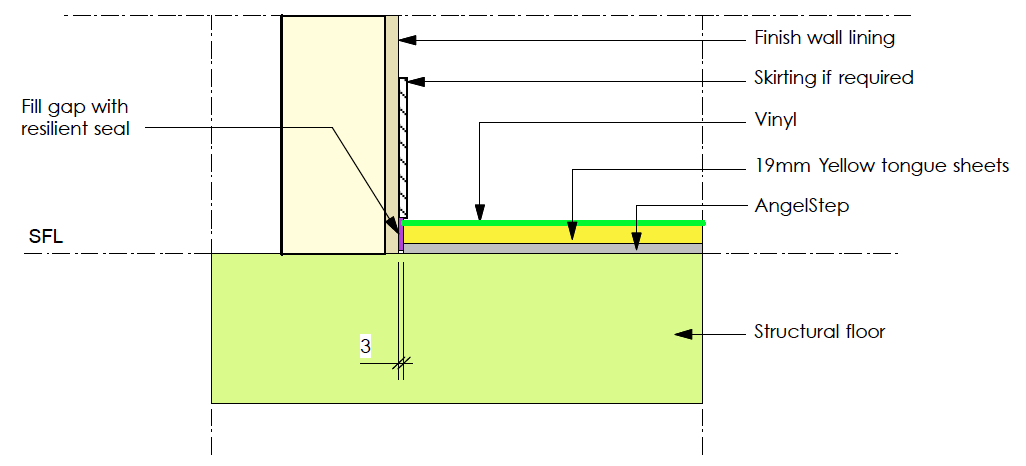 Finish wall lining
Skirting if required
Fill gap with
resilient seal
Vinyl
19mm Yellow tongue sheets
AngelStep
SFL
Structural floor
3